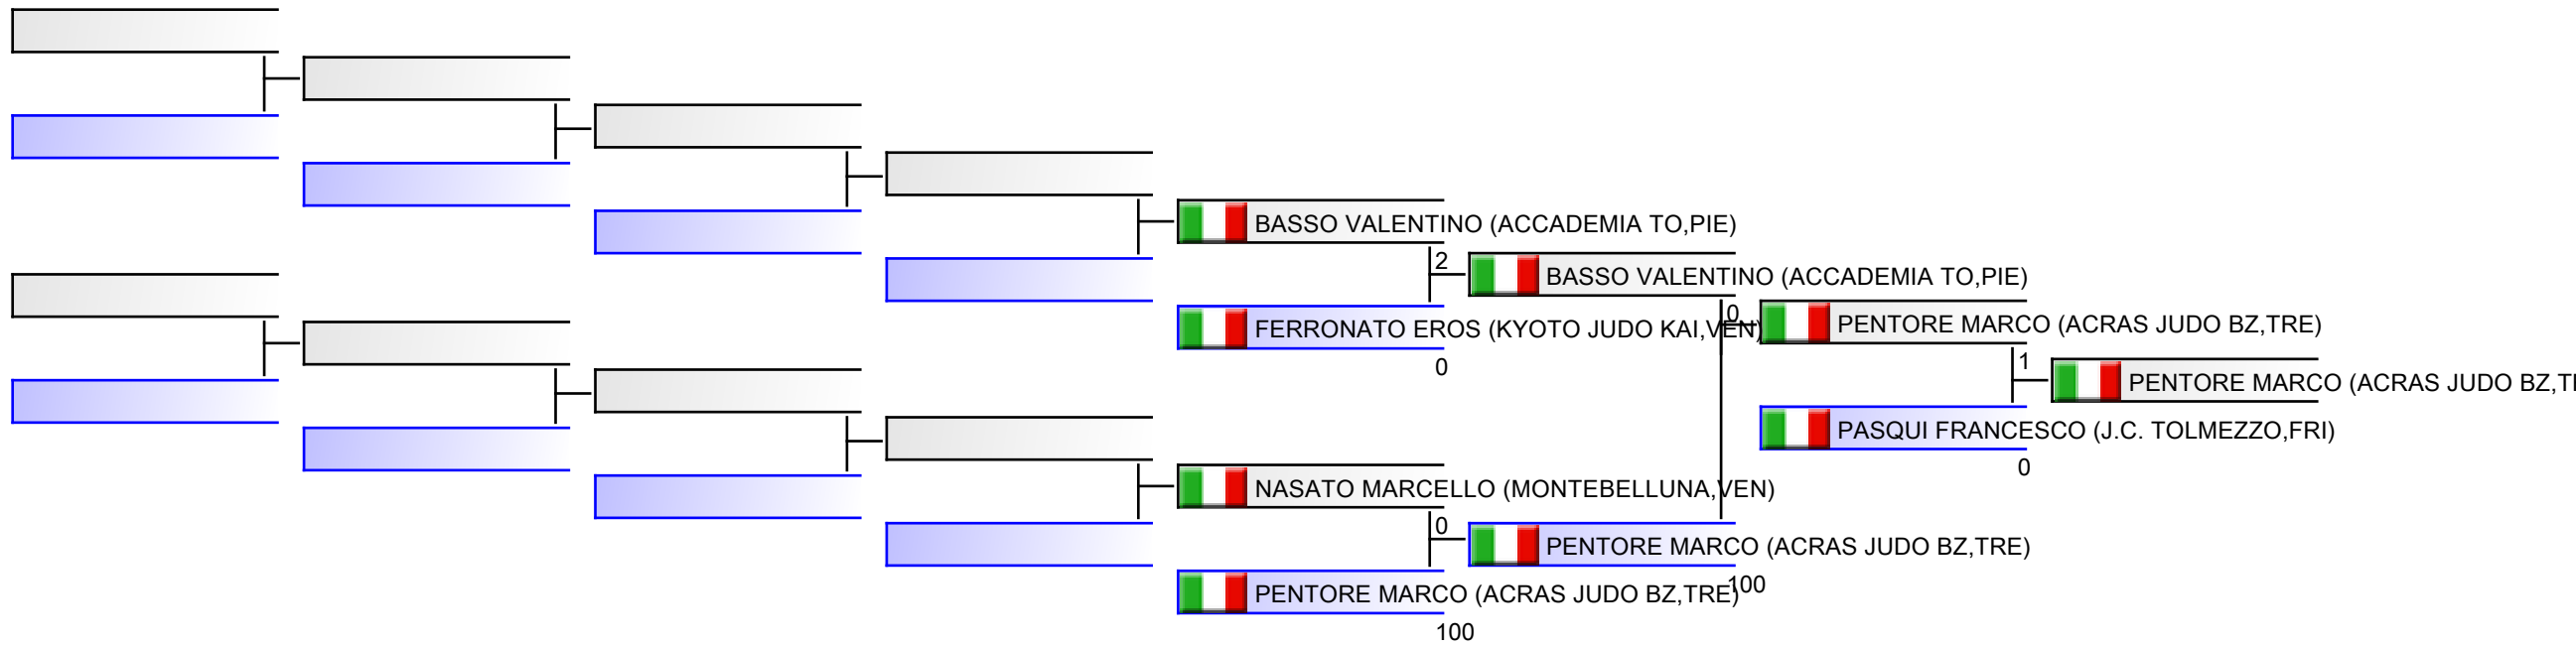 BASSO VALENTINO (ACCADEMIA TO,PIE)
2
BASSO VALENTINO (ACCADEMIA TO,PIE)
FERRONATO EROS (KYOTO JUDO KAI,VEN)
0
0
PENTORE MARCO (ACRAS JUDO BZ,TRE)
1
PENTORE MARCO (ACRAS JUDO BZ,TR
PASQUI FRANCESCO (J.C. TOLMEZZO,FRI)
0
NASATO MARCELLO (MONTEBELLUNA,VEN)
0
PENTORE MARCO (ACRAS JUDO BZ,TRE)
100
PENTORE MARCO (ACRAS JUDO BZ,TRE)
100